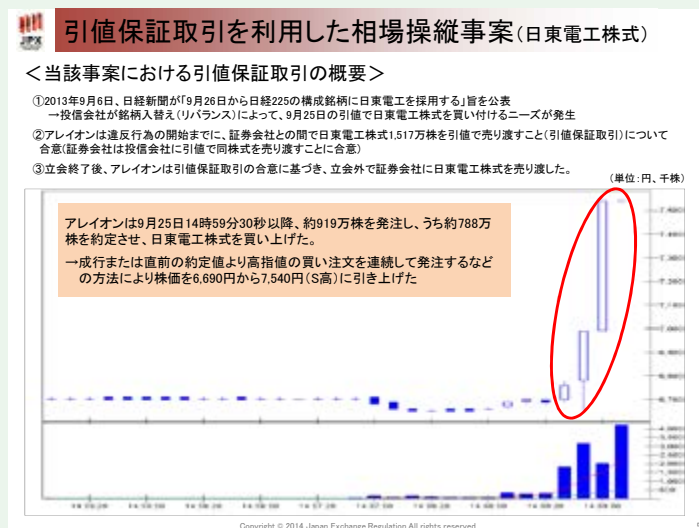 JPX
引値保証取引を利用した相場操縦事案(日東電工株式)
＜当該事案における引値保証取引の概要＞
①2013年9月6日、日経新聞が「9月26日から日経225の構成銘柄に日東電工を採用する」旨を公表
→投信会社が銘柄入替え(リバランス)によって、9月25日の引値で日東電工株式を買い付けるニーズが発生
②アレイオンは違反行為の開始までに、証券会社との間で日東電工株式1,517万株を引値で売り渡すこと(引値保証取引)について
合意(証券会社は投信会社に引値で同株式を売り渡すことに合意)
③立会終了後、アレイオンは引値保証取引の合意に基づき、立会外で証券会社に日東電工株式を売り渡した。
(単位:円、千株)
アレイオンは9月25日14時59分30秒以降、約919万株を発注し、うち約788万
株を約定させ、日東電工株式を買い上げた。
→成行または直前の約定値より高指値の買い注文を連続して発注するなど
の方法により株価を6,690円から7,540円(S高)に引き上げた
Copyright © 2014 Japan Exchange Regulation All rights reserved